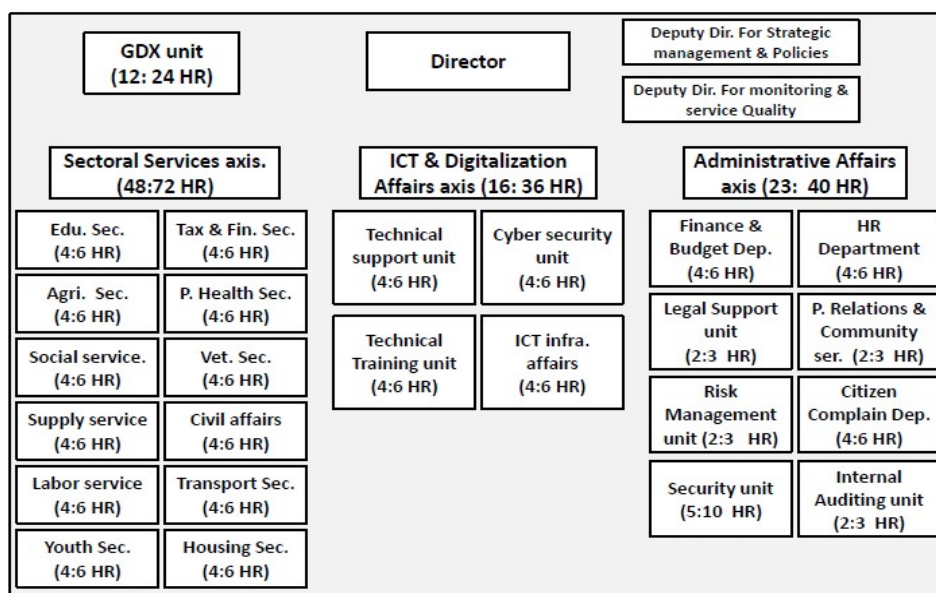 GDX unit
(12: 24 HR)
Director
Deputy Dir. For Strategic
management & Policies
Deputy Dir. For monitoring &
service Quality
Sectoral Services axis.
(48:72 HR)
ICT & Digitalization
Affairs axis (16: 36 HR)
Administrative Affairs
axis (23: 40 HR)
Edu. Sec.
(4:6 HR)
Tax & Fin. Sec.
(4:6 HR)
Agri. Sec.
(4:6 HR)
P. Health Sec.
(4:6 HR)
Social service.
(4:6 HR)
Vet. Sec.
(4:6 HR)
Supply service
(4:6 HR)
Civil affairs
(4:6 HR)
Labor service
(4:6 HR)
Transport Sec.
(4:6 HR)
Youth Sec.
(4:6 HR)
Housing Sec.
(4:6 HR)
Technical
support unit
(4:6 HR)
Cyber security
unit
(4:6 HR)
Technical
Training unit
(4:6 HR)
ICT infra.
affairs
(4:6 HR)
Finance &
Budget Dep.
(4:6 HR)
HR
Department
(4:6 HR)
Legal Support
unit
(2:3 HR)
P. Relations &
Community
ser. (2:3 HR)
Risk
Management
unit (2:3 HR)
Citizen
Complain Dep.
(4:6 HR)
Security unit
(5:10 HR)
Internal
Auditing unit
(2:3 HR)